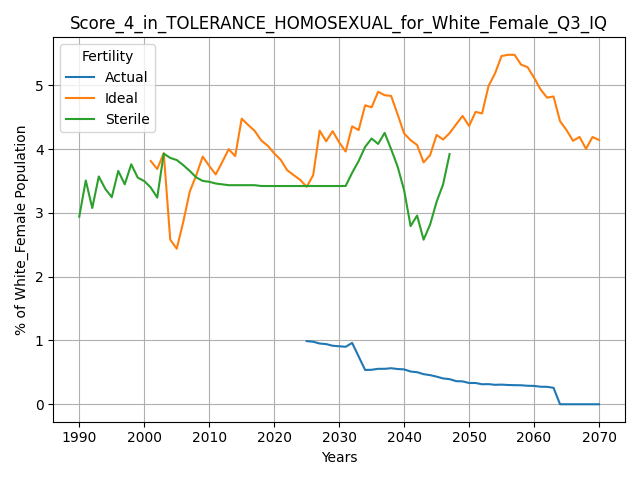 Score_4_in_TOLERANCE_HOMOSEXUAL_for_White_Female_Q3_IQ
Fertility
Actual
Ideal
Sterile
% of White_Female Population
5
4
3
2
1
0
1990 2000 2010 2020 2030 2040 2050 2060 2070
Years